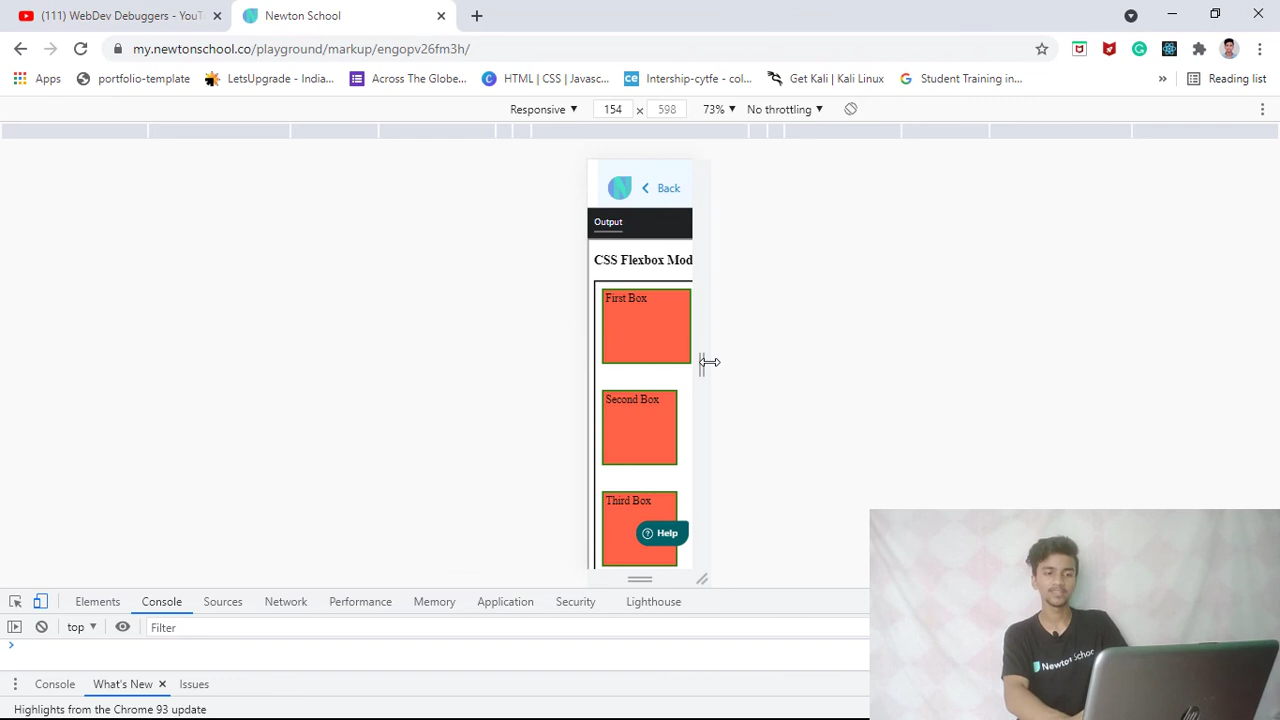 (111) WebDev Debuggers - YouT
Newton School
my.newtonschool.co/playground/markup/engopv26fm3h/
Apps
portfolio-template
LetsUpgrade - India...
Across The Globe...
HTML | CSS | Javasc...
Intership-cytfe - col...
Get Kali | Kali Linux
Student Training in...
»
Reading list
Responsive
154 x 598
73%
No throttling
Back
Output
CSS Flexbox Mod
First Box
Second Box
Third Box
Help
Elements
Console
Sources
Network
Performance
Memory
Application
Security
Lighthouse
top
Filter
Console
What's New
Issues
Highlights from the Chrome 93 update
Newton School